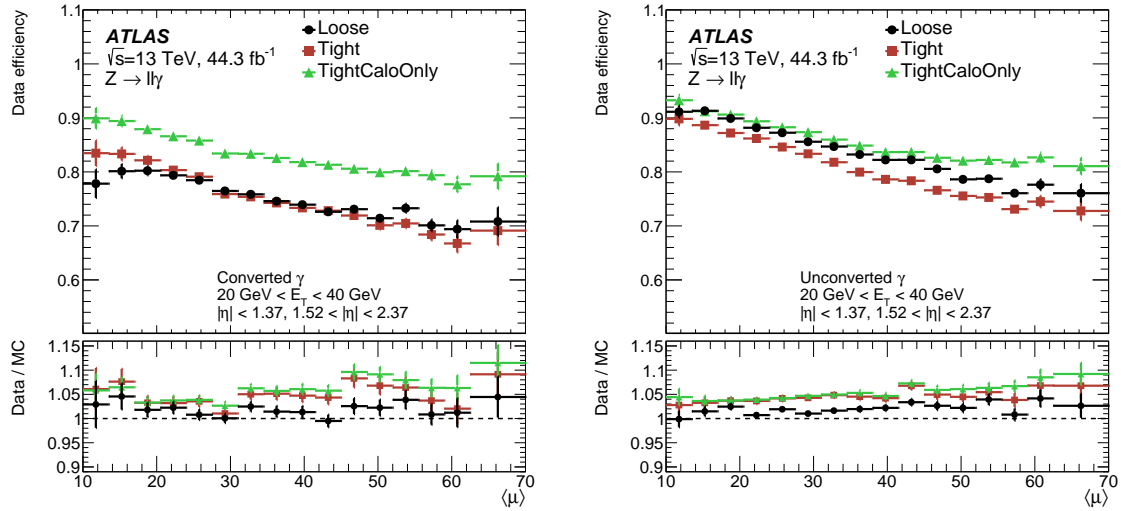 Data efficiency
1.1
1
0.9
0.8
0.7
0.6
ATLAS
√s=13 TeV, 44.3 fb⁻¹
Z → llγ
Loose
Tight
TightCaloOnly
Converted γ
20 GeV < E_T < 40 GeV
|η| < 1.37, 1.52 < |η| < 2.37
Data / MC
1.15
1.1
1.05
1
0.95
0.9
10 20 30 40 50 60 70
⟨μ⟩
Data efficiency
1.1
1
0.9
0.8
0.7
0.6
ATLAS
√s=13 TeV, 44.3 fb⁻¹
Z → llγ
Loose
Tight
TightCaloOnly
Unconverted γ
20 GeV < E_T < 40 GeV
|η| < 1.37, 1.52 < |η| < 2.37
Data / MC
1.15
1.1
1.05
1
0.95
0.9
10 20 30 40 50 60 70
⟨μ⟩